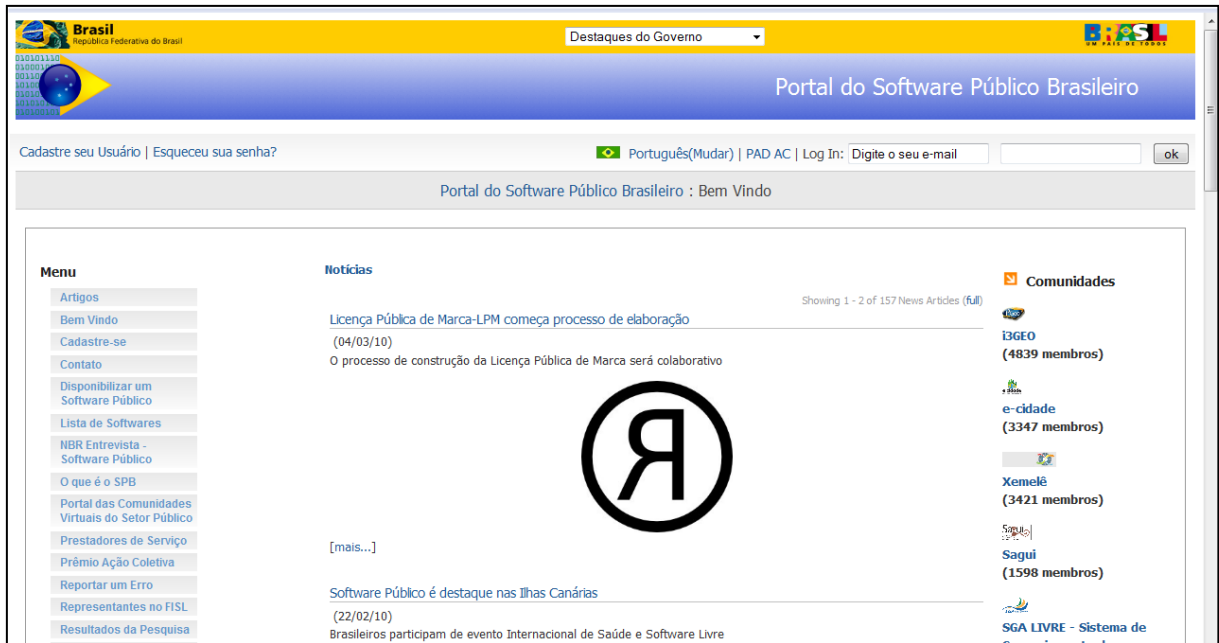 Brasil
República Federativa do Brasil
Destaques do Governo
BRASIL
UM PAÍS DE TODOS
Portal do Software Público Brasileiro
Cadastre seu Usuário | Esqueceu sua senha?
Português(Mudar) | PAD AC | Log In: Digite o seu e-mail ok
Portal do Software Público Brasileiro : Bem Vindo
Menu
Artigos
Bem Vindo
Cadastre-se
Contato
Disponibilizar um
Software Público
Lista de Softwares
NBR Entrevista -
Software Público
O que é o SPB
Portal das Comunidades
Virtuais do Setor Público
Prestadores de Serviço
Prêmio Ação Coletiva
Reportar um Erro
Representantes no FISL
Resultados da Pesquisa
Notícias
Showing 1 - 2 of 157 News Articles (full)
Licença Pública de Marca-LPM começa processo de elaboração
(04/03/10)
O processo de construção da Licença Pública de Marca será colaborativo
[mais...]
Software Público é destaque nas Ilhas Canárias
(22/02/10)
Brasileiros participam de evento Internacional de Saúde e Software Livre
Comunidades
i3GEO
(4839 membros)
e-cidade
(3347 membros)
Xemelê
(3421 membros)
Sagui
(1598 membros)
SGA LIVRE - Sistema de